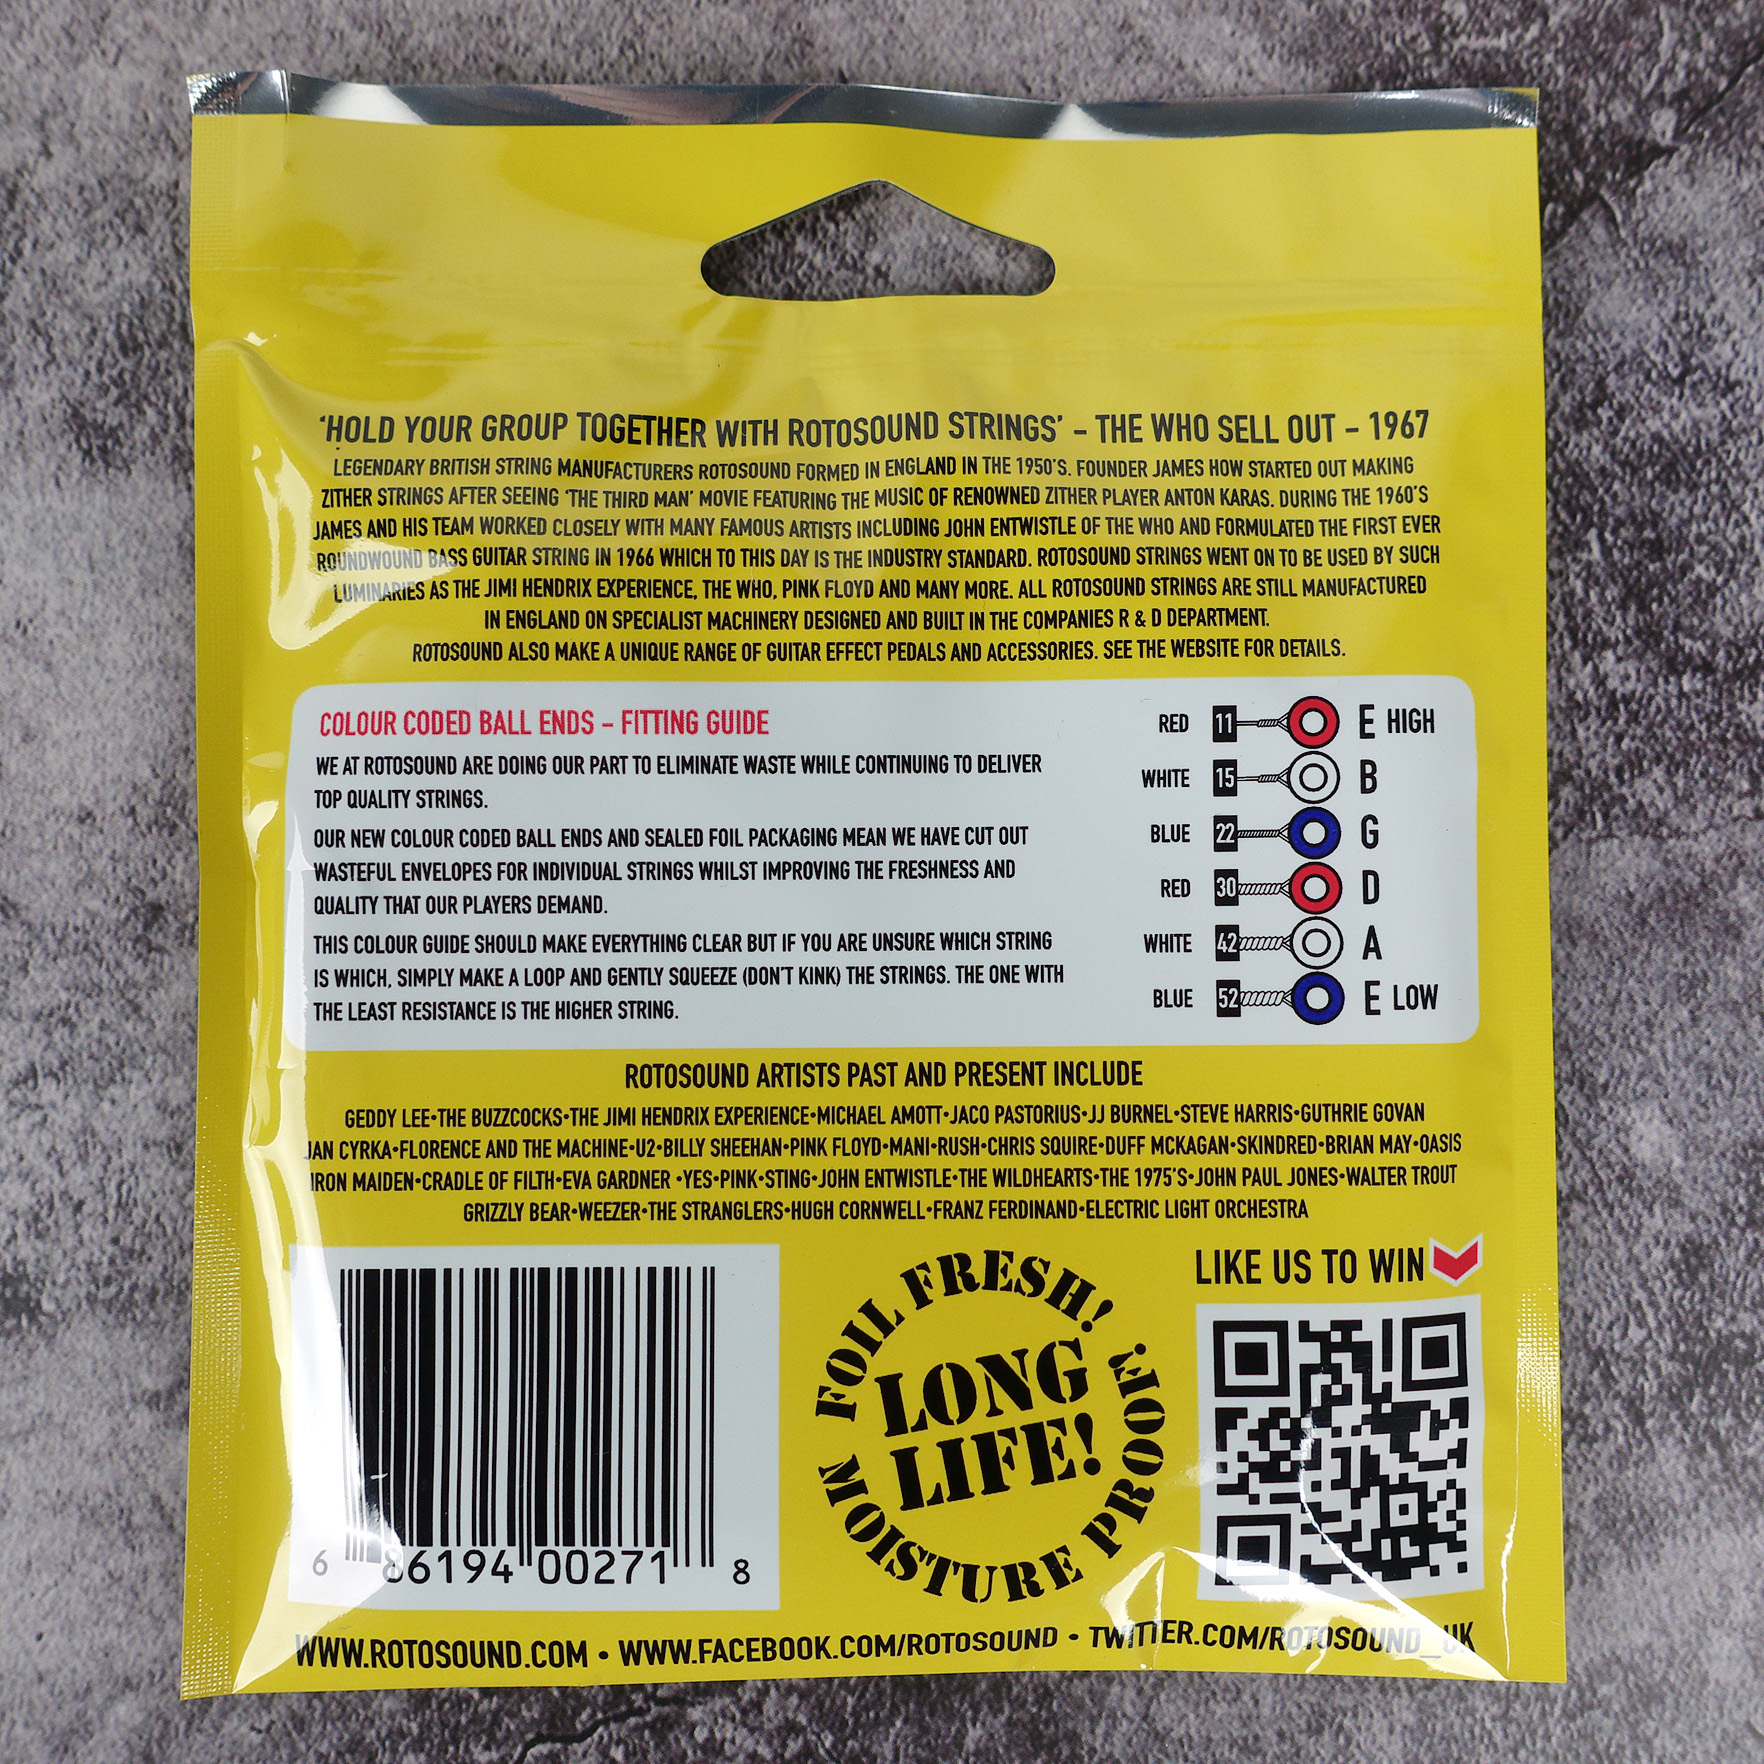 'HOLD YOUR GROUP TOGETHER WITH ROTOSOUND STRINGS' – THE WHO SELL OUT – 1967
LEGENDARY BRITISH STRING MANUFACTURERS ROTOSOUND FORMED IN ENGLAND IN THE 1950'S. FOUNDER JAMES HOW STARTED OUT MAKING
ZITHER STRINGS AFTER SEEING 'THE THIRD MAN' MOVIE FEATURING THE MUSIC OF RENOWNED ZITHER PLAYER ANTON KARAS. DURING THE 1960'S
JAMES AND HIS TEAM WORKED CLOSELY WITH MANY FAMOUS ARTISTS INCLUDING JOHN ENTWISTLE OF THE WHO AND FORMULATED THE FIRST EVER
ROUNDWOUND BASS GUITAR STRING IN 1966 WHICH TO THIS DAY IS THE INDUSTRY STANDARD. ROTOSOUND STRINGS WENT ON TO BE USED BY SUCH
LUMINARIES AS THE JIMI HENDRIX EXPERIENCE, THE WHO, PINK FLOYD AND MANY MORE. ALL ROTOSOUND STRINGS ARE STILL MANUFACTURED
IN ENGLAND ON SPECIALIST MACHINERY DESIGNED AND BUILT IN THE COMPANIES R & D DEPARTMENT.
ROTOSOUND ALSO MAKE A UNIQUE RANGE OF GUITAR EFFECT PEDALS AND ACCESSORIES. SEE THE WEBSITE FOR DETAILS.
COLOUR CODED BALL ENDS – FITTING GUIDE
WE AT ROTOSOUND ARE DOING OUR PART TO ELIMINATE WASTE WHILE CONTINUING TO DELIVER
TOP QUALITY STRINGS.
OUR NEW COLOUR CODED BALL ENDS AND SEALED FOIL PACKAGING MEAN WE HAVE CUT OUT
WASTEFUL ENVELOPES FOR INDIVIDUAL STRINGS WHILST IMPROVING THE FRESHNESS AND
QUALITY THAT OUR PLAYERS DEMAND.
THIS COLOUR GUIDE SHOULD MAKE EVERYTHING CLEAR BUT IF YOU ARE UNSURE WHICH STRING
IS WHICH, SIMPLY MAKE A LOOP AND GENTLY SQUEEZE (DON'T KINK) THE STRINGS. THE ONE WITH
THE LEAST RESISTANCE IS THE HIGHER STRING.
RED 11 E HIGH
WHITE 15 B
BLUE 22 G
RED 30 D
WHITE 42 A
BLUE 52 E LOW
ROTOSOUND ARTISTS PAST AND PRESENT INCLUDE
GEDDY LEE•THE BUZZCOCKS•THE JIMI HENDRIX EXPERIENCE•MICHAEL AMOTT•JACO PASTORIUS•JJ BURNEL•STEVE HARRIS•GUTHRIE GOVAN
JAN CYRKA•FLORENCE AND THE MACHINE•U2•BILLY SHEEHAN•PINK FLOYD•MANI•RUSH•CHRIS SQUIRE•DUFF MCKAGAN•SKINDRED•BRIAN MAY•OASIS
IRON MAIDEN•CRADLE OF FILTH•EVA GARDNER •YES•PINK•STING•JOHN ENTWISTLE•THE WILDHEARTS•THE 1975'S•JOHN PAUL JONES•WALTER TROUT
GRIZZLY BEAR•WEEZER•THE STRANGLERS•HUGH CORNWELL•FRANZ FERDINAND•ELECTRIC LIGHT ORCHESTRA
6 86194 00271 8
FOIL FRESH!
LONG
LIFE!
MOISTURE PROOF!
LIKE US TO WIN
WWW.ROTOSOUND.COM • WWW.FACEBOOK.COM/ROTOSOUND • TWITTER.COM/ROTOSOUND_UK